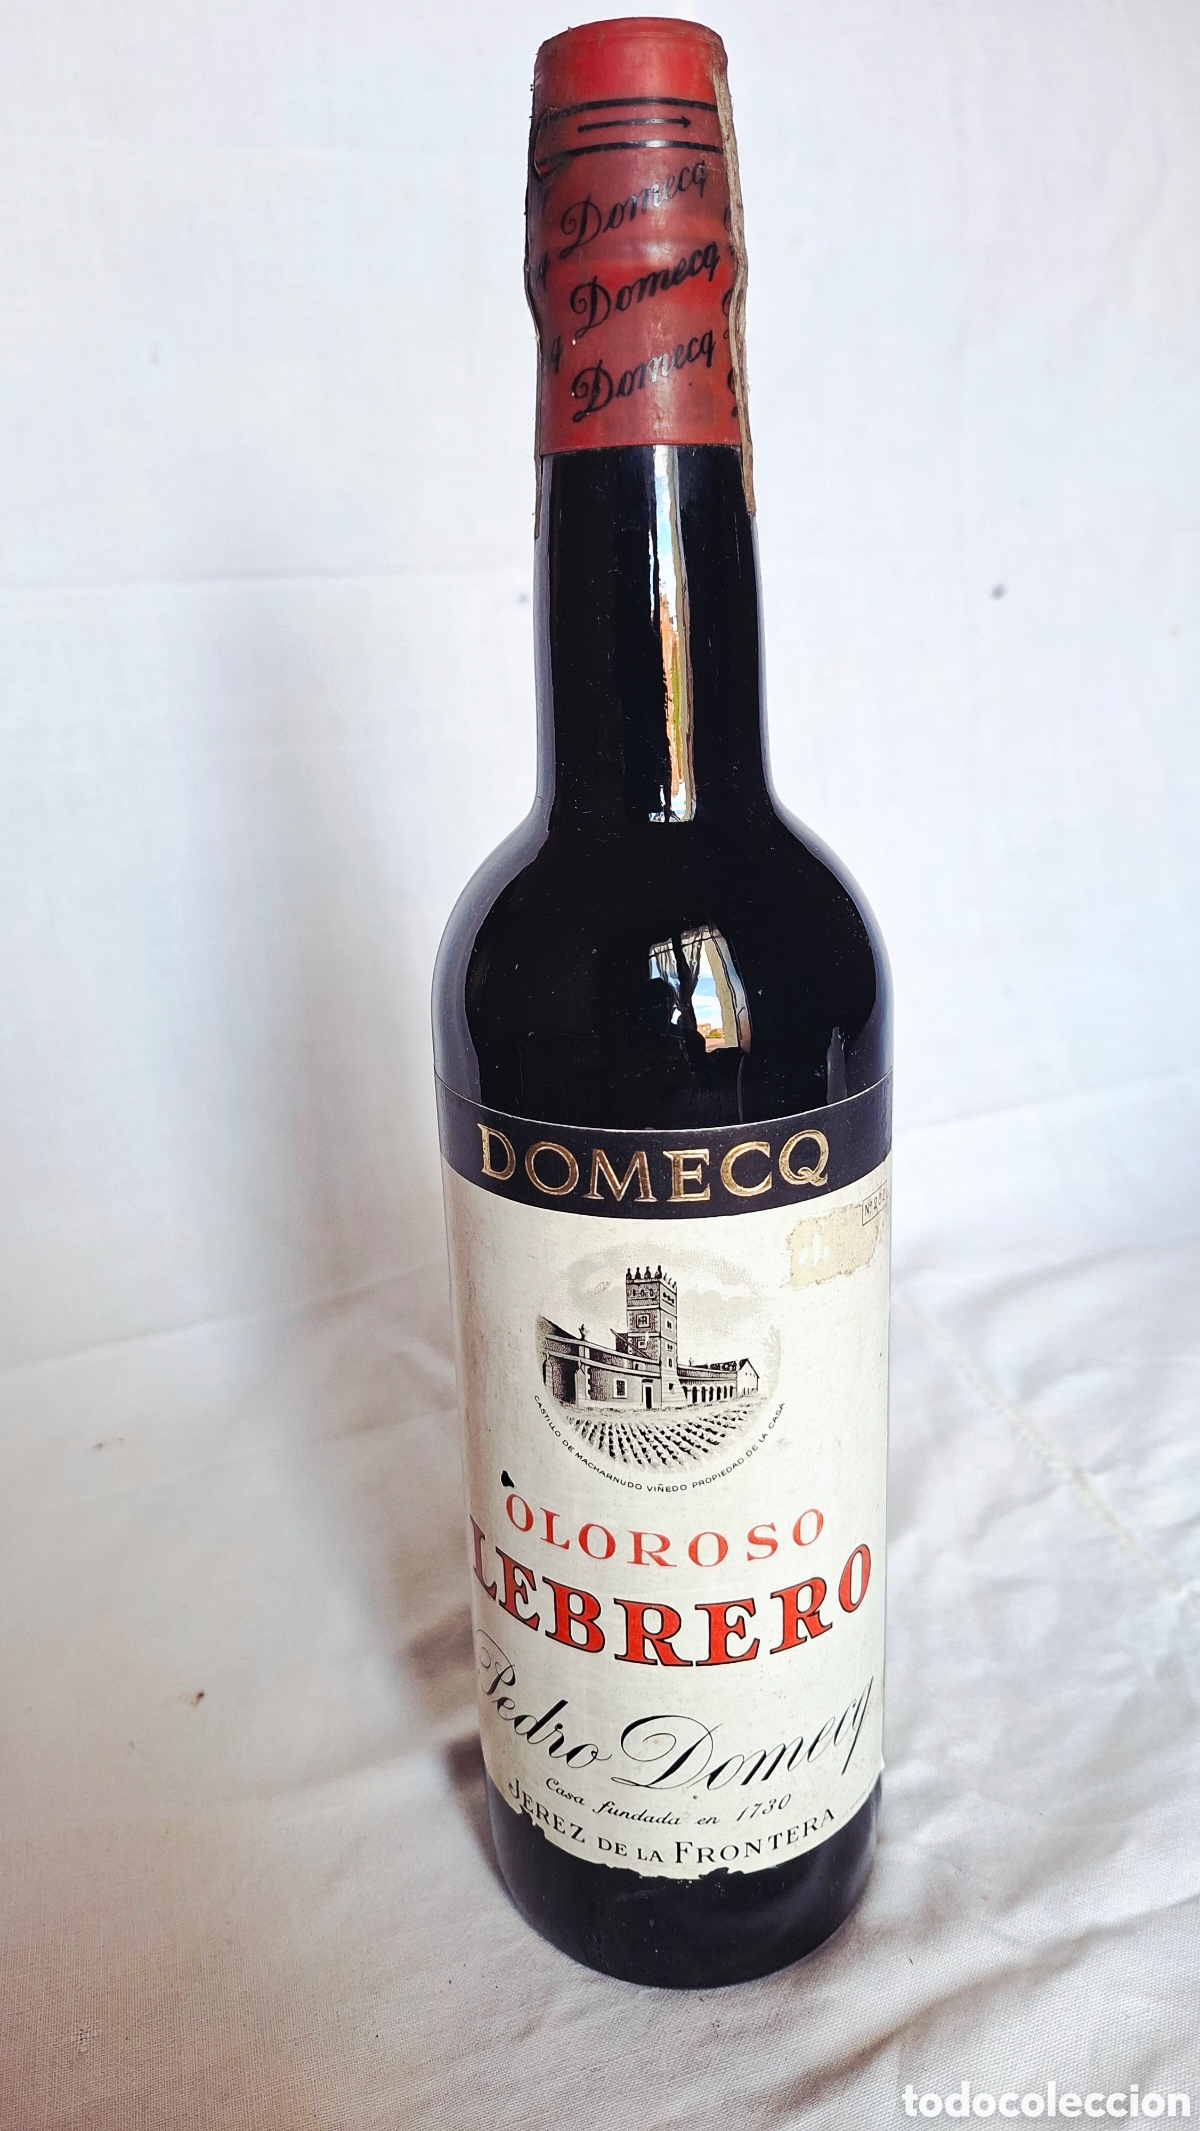 Domecq
Domecq
Domecq
DOMECQ
CASTILLO DE MACHARNUDO VIÑEDO PROPIEDAD DE LA CASA
OLOROSO
LEBRERO
Pedro Domecq
Casa fundada en 1730
JEREZ DE LA FRONTERA
todocoleccion